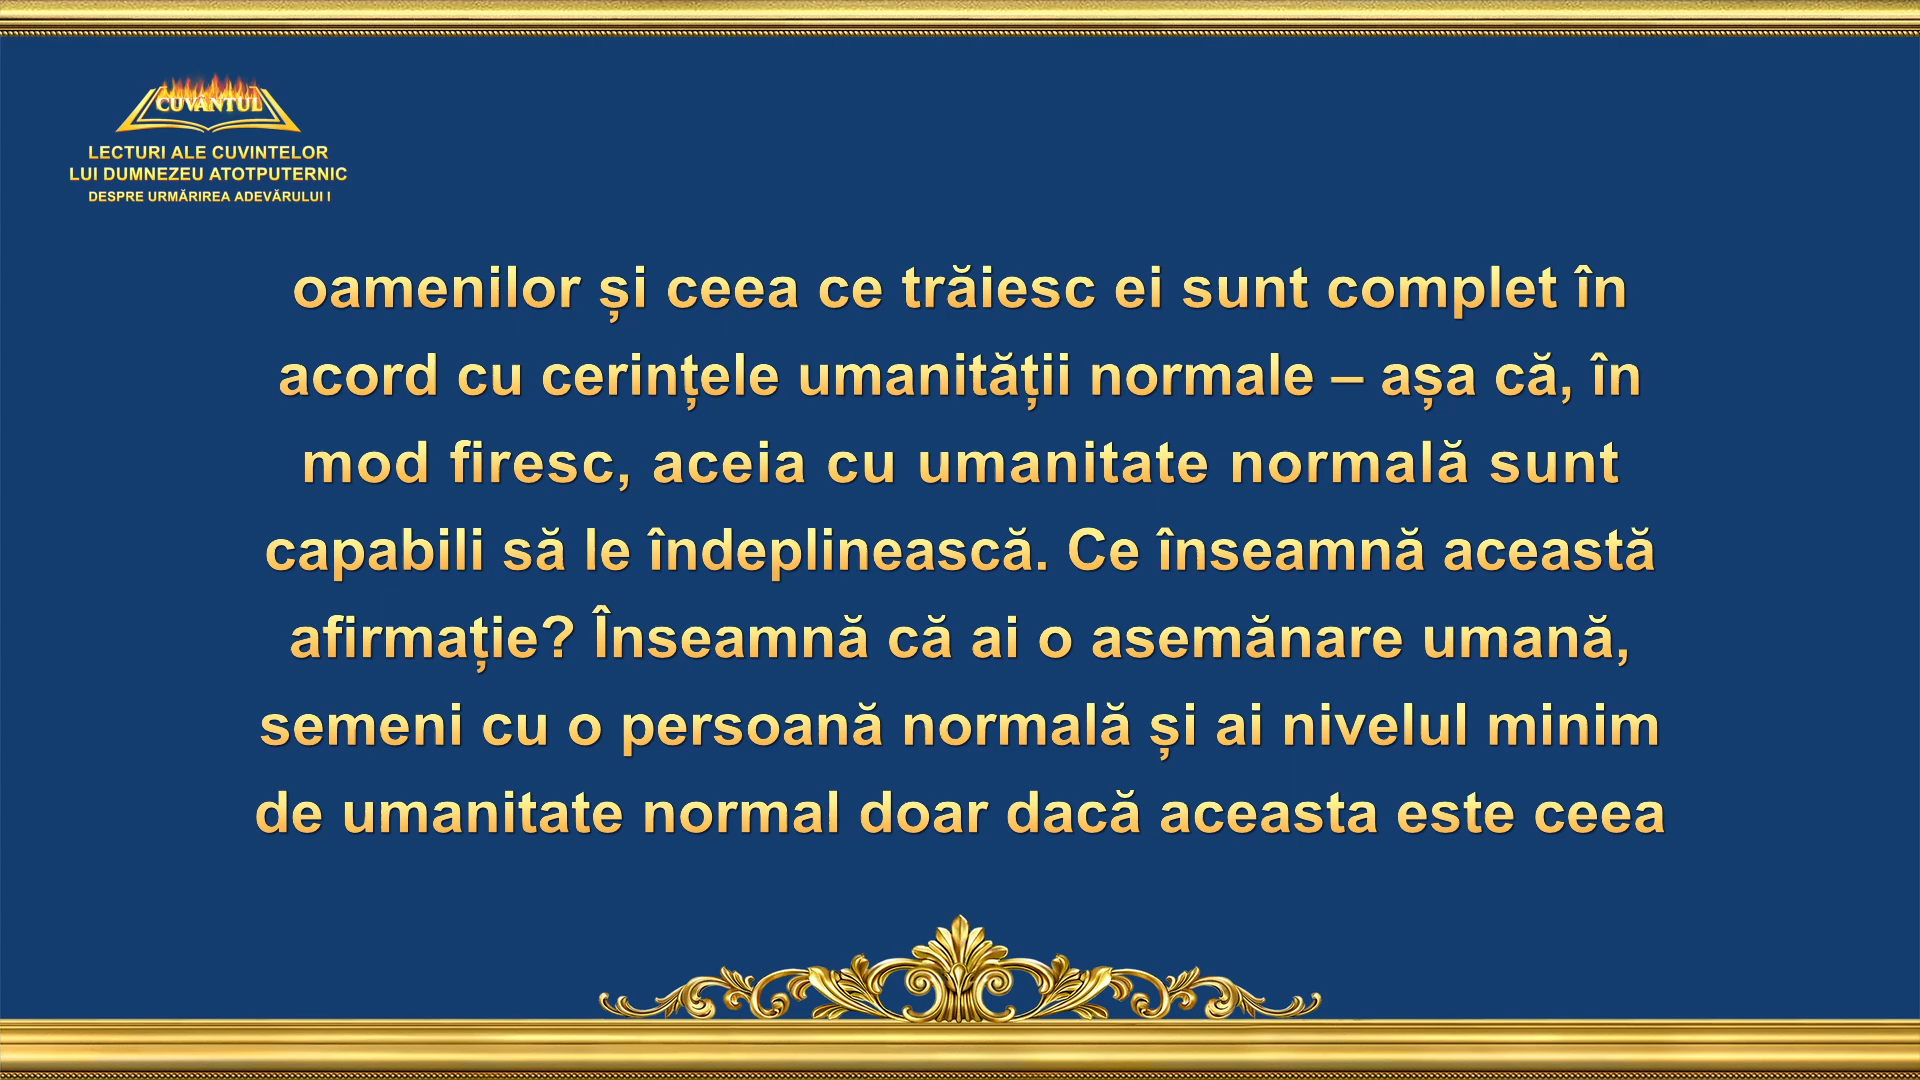 CUVÂNTUL
LECTURI ALE CUVINTELOR
LUI DUMNEZEU ATOTPUTERNIC
DESPRE URMĂRIREA ADEVĂRULUI I
oamenilor și ceea ce trăiesc ei sunt complet în
acord cu cerințele umanității normale – așa că, în
mod firesc, aceia cu umanitate normală sunt
capabili să le îndeplinească. Ce înseamnă această
afirmație? Înseamnă că ai o asemănare umană,
semeni cu o persoană normală și ai nivelul minim
de umanitate normal doar dacă aceasta este ceea